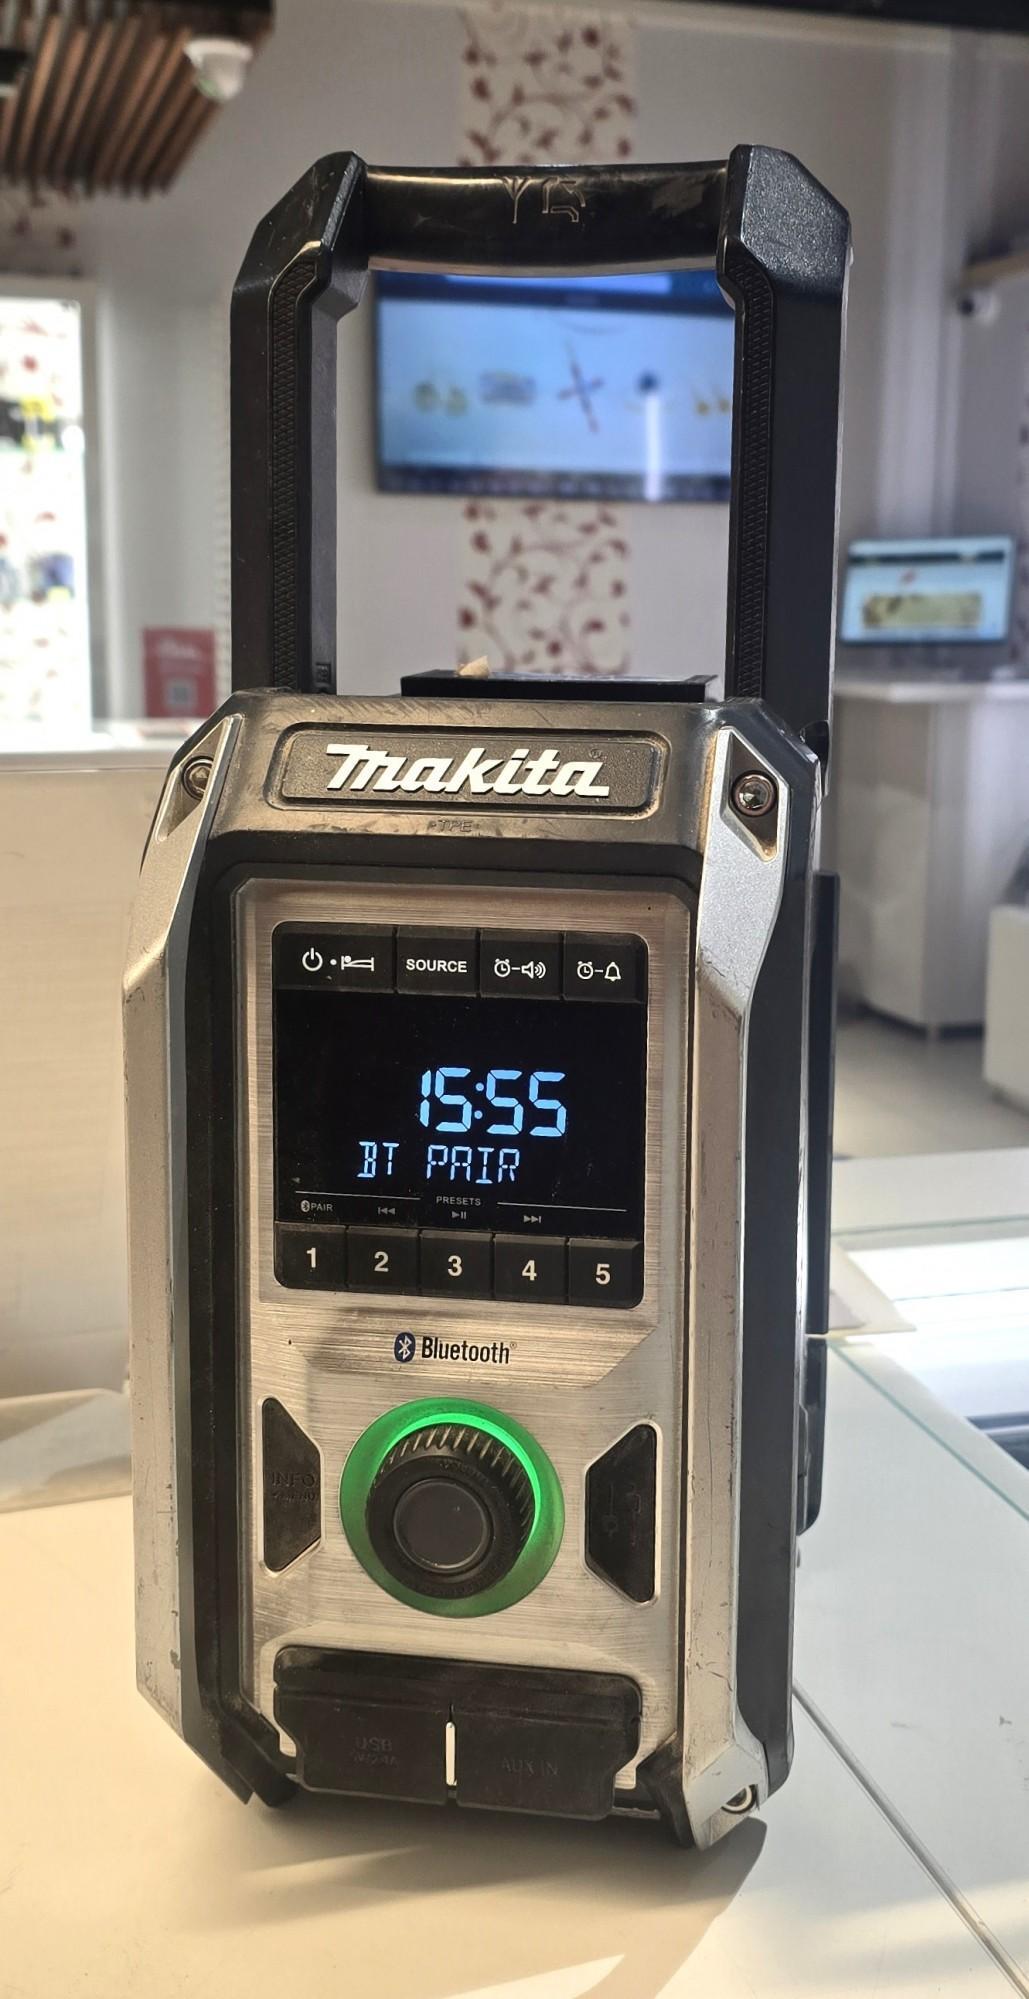 makita
>TPE<
SOURCE
15:55
BT PAIR
PRESETS
PAIR
1 2 3 4 5
Bluetooth®
INFO
MENU
USB
AUX IN